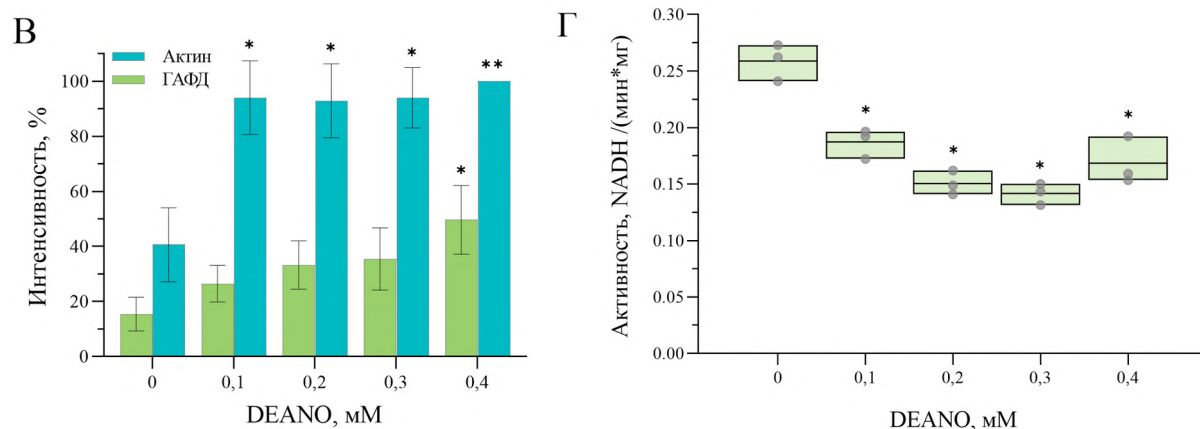 В
Актин
ГАФД
Интенсивность, %
100
80
60
40
20
0
* * * **
*
0 0,1 0,2 0,3 0,4
DEANO, мМ
Г
Активность, NADH /(мин*мг)
0.30
0.25
0.20
0.15
0.10
0.05
0.00
* * * *
0 0,1 0,2 0,3 0,4
DEANO, мМ